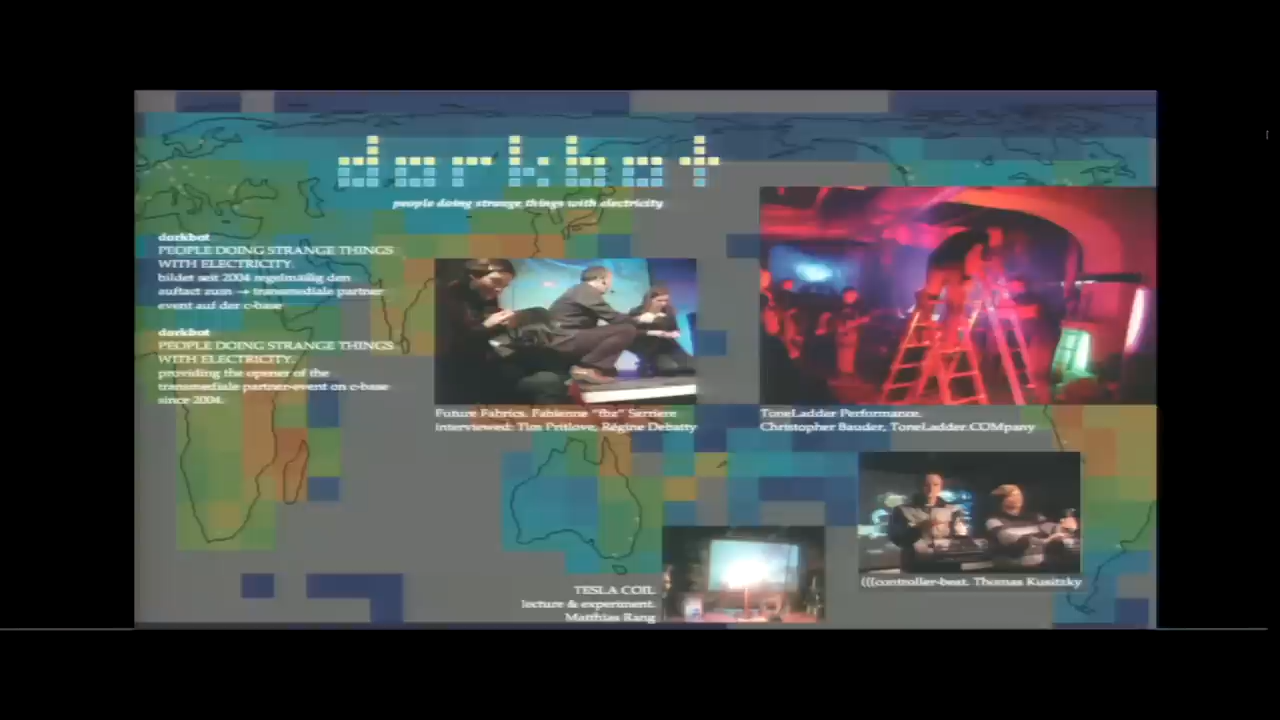 dorkbot
people doing strange things with electricity
dorkbot
PEOPLE DOING STRANGE THINGS
WITH ELECTRICITY.
bildet seit 2004 regelmäßig den
auftact zum → transmediale partner
event auf der c-base
dorkbot
PEOPLE DOING STRANGE THINGS
WITH ELECTRICITY.
providing the opener of the
transmediale partner-event on c-base
since 2004.
Future Fabrics. Fabienne "fbz" Serriere
interviewed: Tim Pritlove, Régine Debatty
ToneLadder Performance.
Christopher Bauder, ToneLadder.COMpany
(((controller-beat. Thomas Kusitzky
TESLA COIL
lecture & experiment.
Matthias Rang